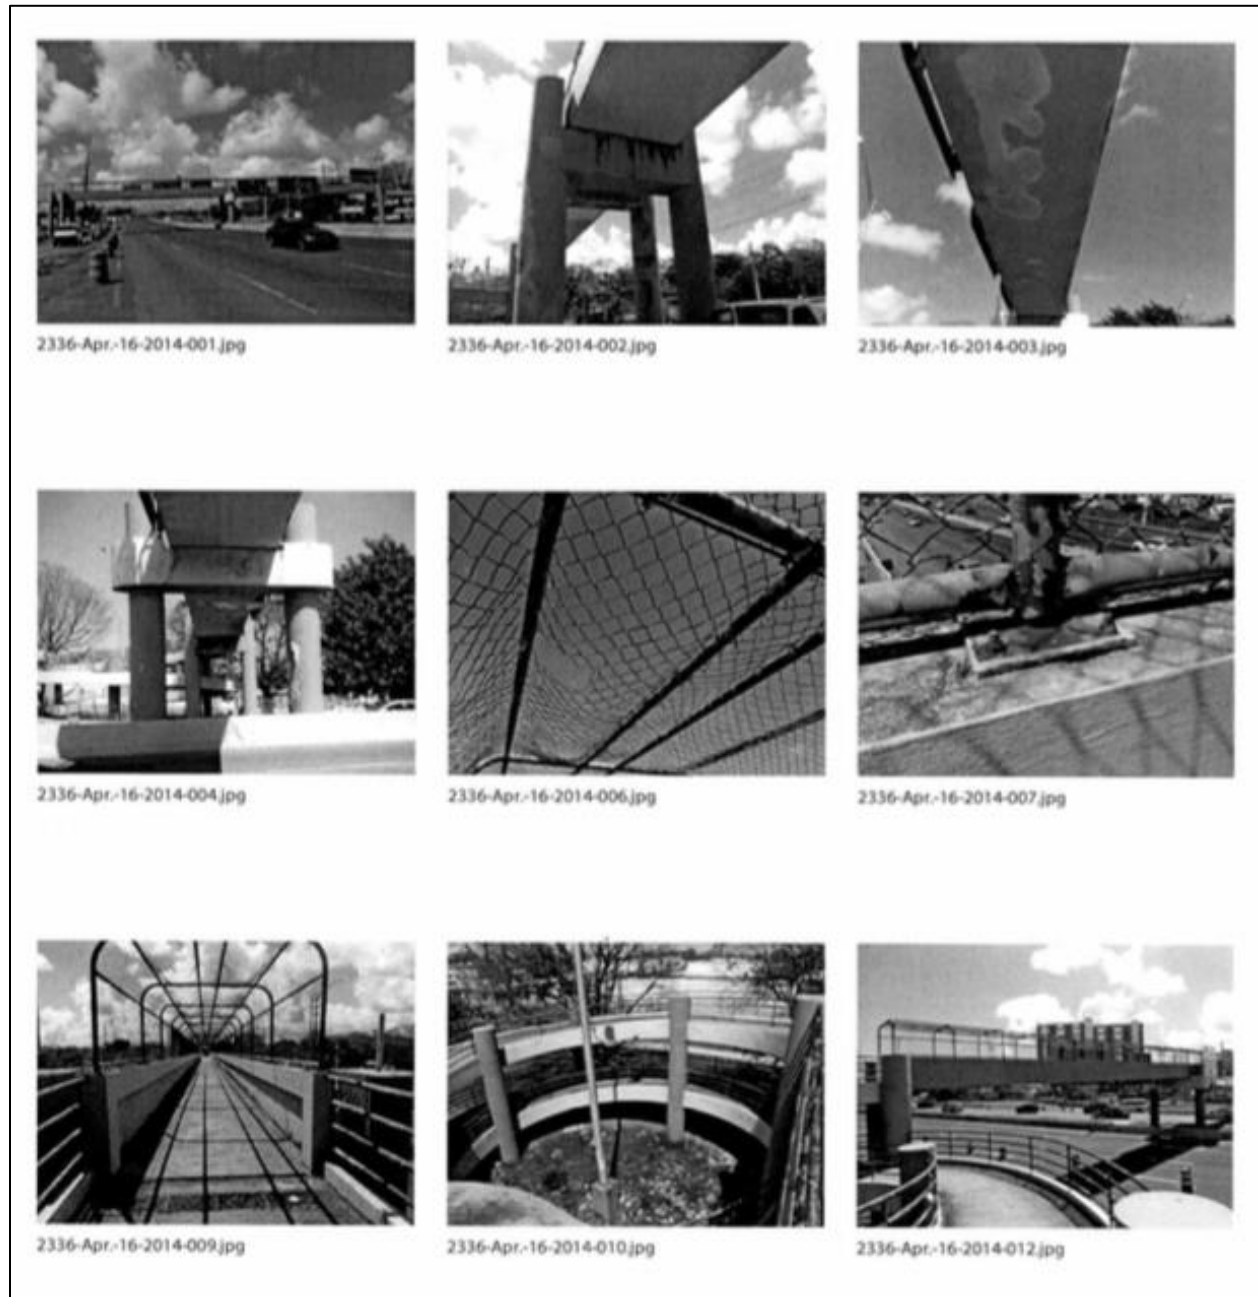 2336-Apr.-16-2014-001.jpg
2336-Apr.-16-2014-002.jpg
2336-Apr.-16-2014-003.jpg
2336-Apr.-16-2014-004.jpg
2336-Apr.-16-2014-006.jpg
2336-Apr.-16-2014-007.jpg
2336-Apr.-16-2014-009.jpg
2336-Apr.-16-2014-010.jpg
2336-Apr.-16-2014-012.jpg